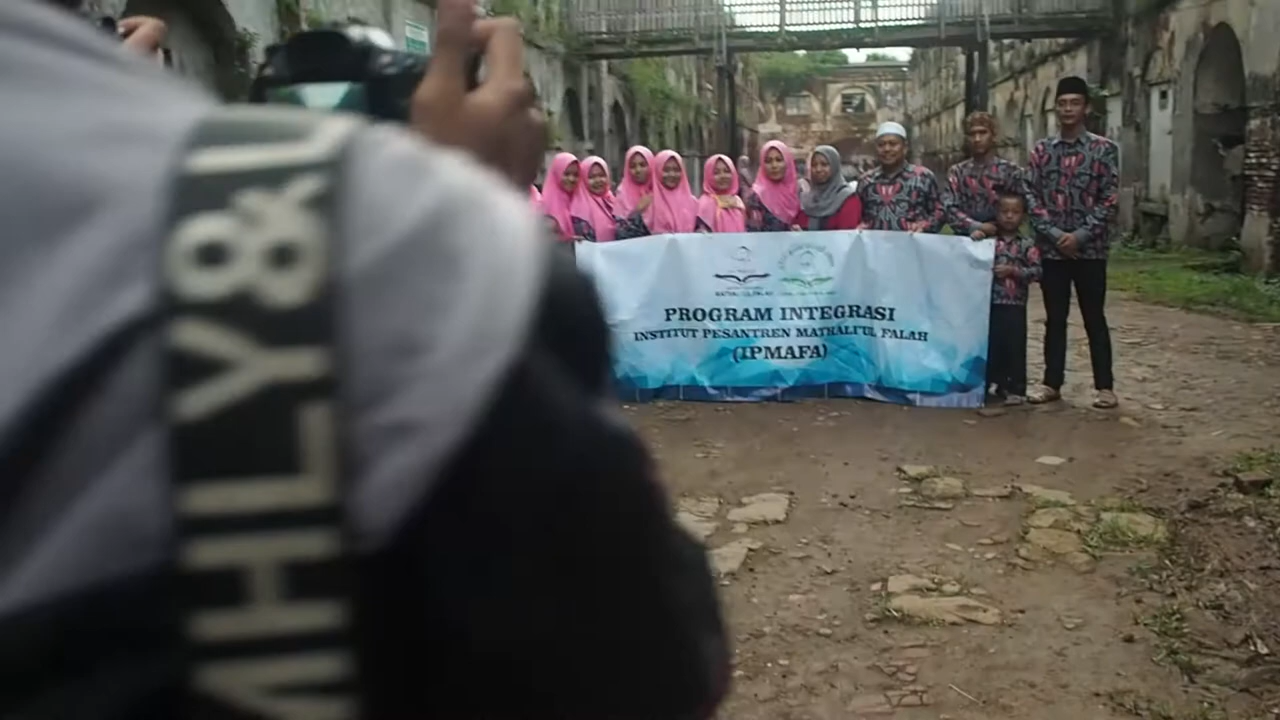 PROGRAM INTEGRASI
INSTITUT PESANTREN MATHALI'UL FALAH
(IPMAFA)